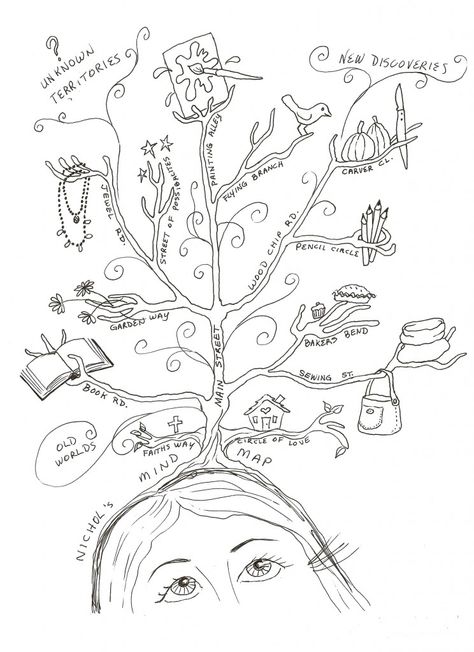 ?
UNKNOWN
TERRITORIES
NEW DISCOVERIES
PAINTING ALLEY
FLYING BRANCH
CARVER CL.
JEWEL RD.
STREET OF POSSIBILITIES
WOOD CHIP RD.
PENCIL CIRCLE
GARDEN WAY
MAIN STREET
BAKERS BEND
SEWING ST.
BOOK RD.
OLD
WORLDS
FAITHS WAY
CIRCLE OF LOVE
NICHOL'S
MIND
MAP